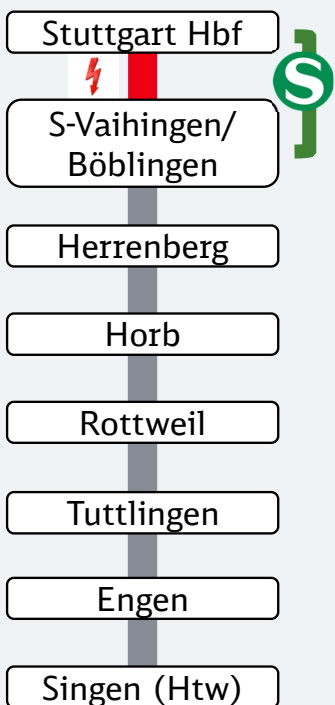 Stuttgart Hbf
S
S-Vaihingen/
Böblingen
Herrenberg
Horb
Rottweil
Tuttlingen
Engen
Singen (Htw)